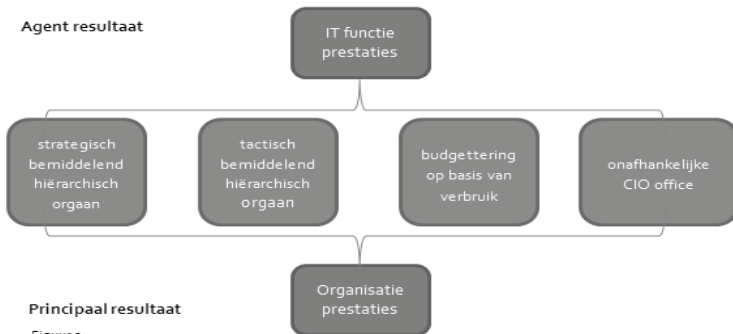 Agent resultaat
IT functie
prestaties
strategisch
bemiddelend
hiërarchisch
orgaan
tactisch
bemiddelend
hiërarchisch
orgaan
budgettering
op basis van
verbruik
onafhankelijke
CIO office
Organisatie
prestaties
Principaal resultaat